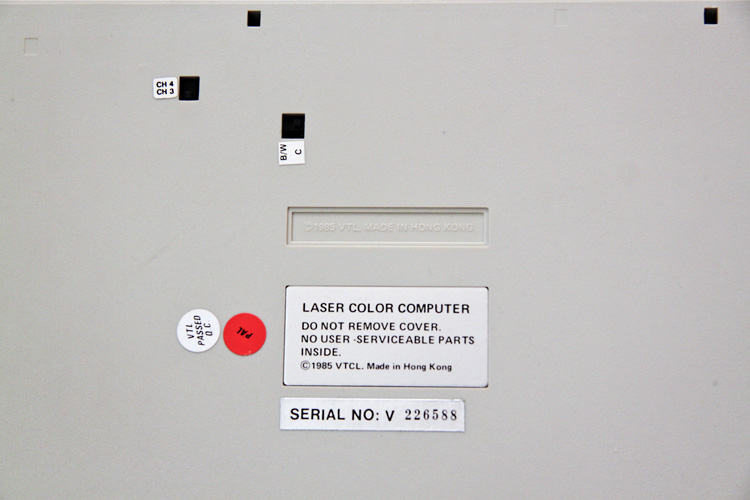 CH 4
CH 3
B/W
C
©1985 VTL. MADE IN HONG KONG
LASER COLOR COMPUTER
DO NOT REMOVE COVER.
NO USER -SERVICEABLE PARTS
INSIDE.
©1985 VTCL. Made in Hong Kong
VTL
PASSED
Q C
PAL
SERIAL NO: V 226588